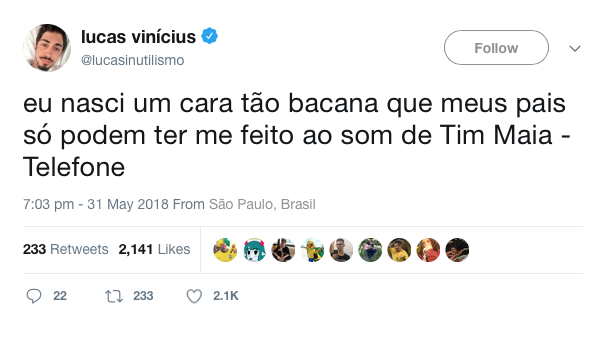 lucas vinícius
@lucasinutilismo
Follow
eu nasci um cara tão bacana que meus pais
só podem ter me feito ao som de Tim Maia -
Telefone
7:03 pm - 31 May 2018 From São Paulo, Brasil
233 Retweets 2,141 Likes
22 233 2.1K